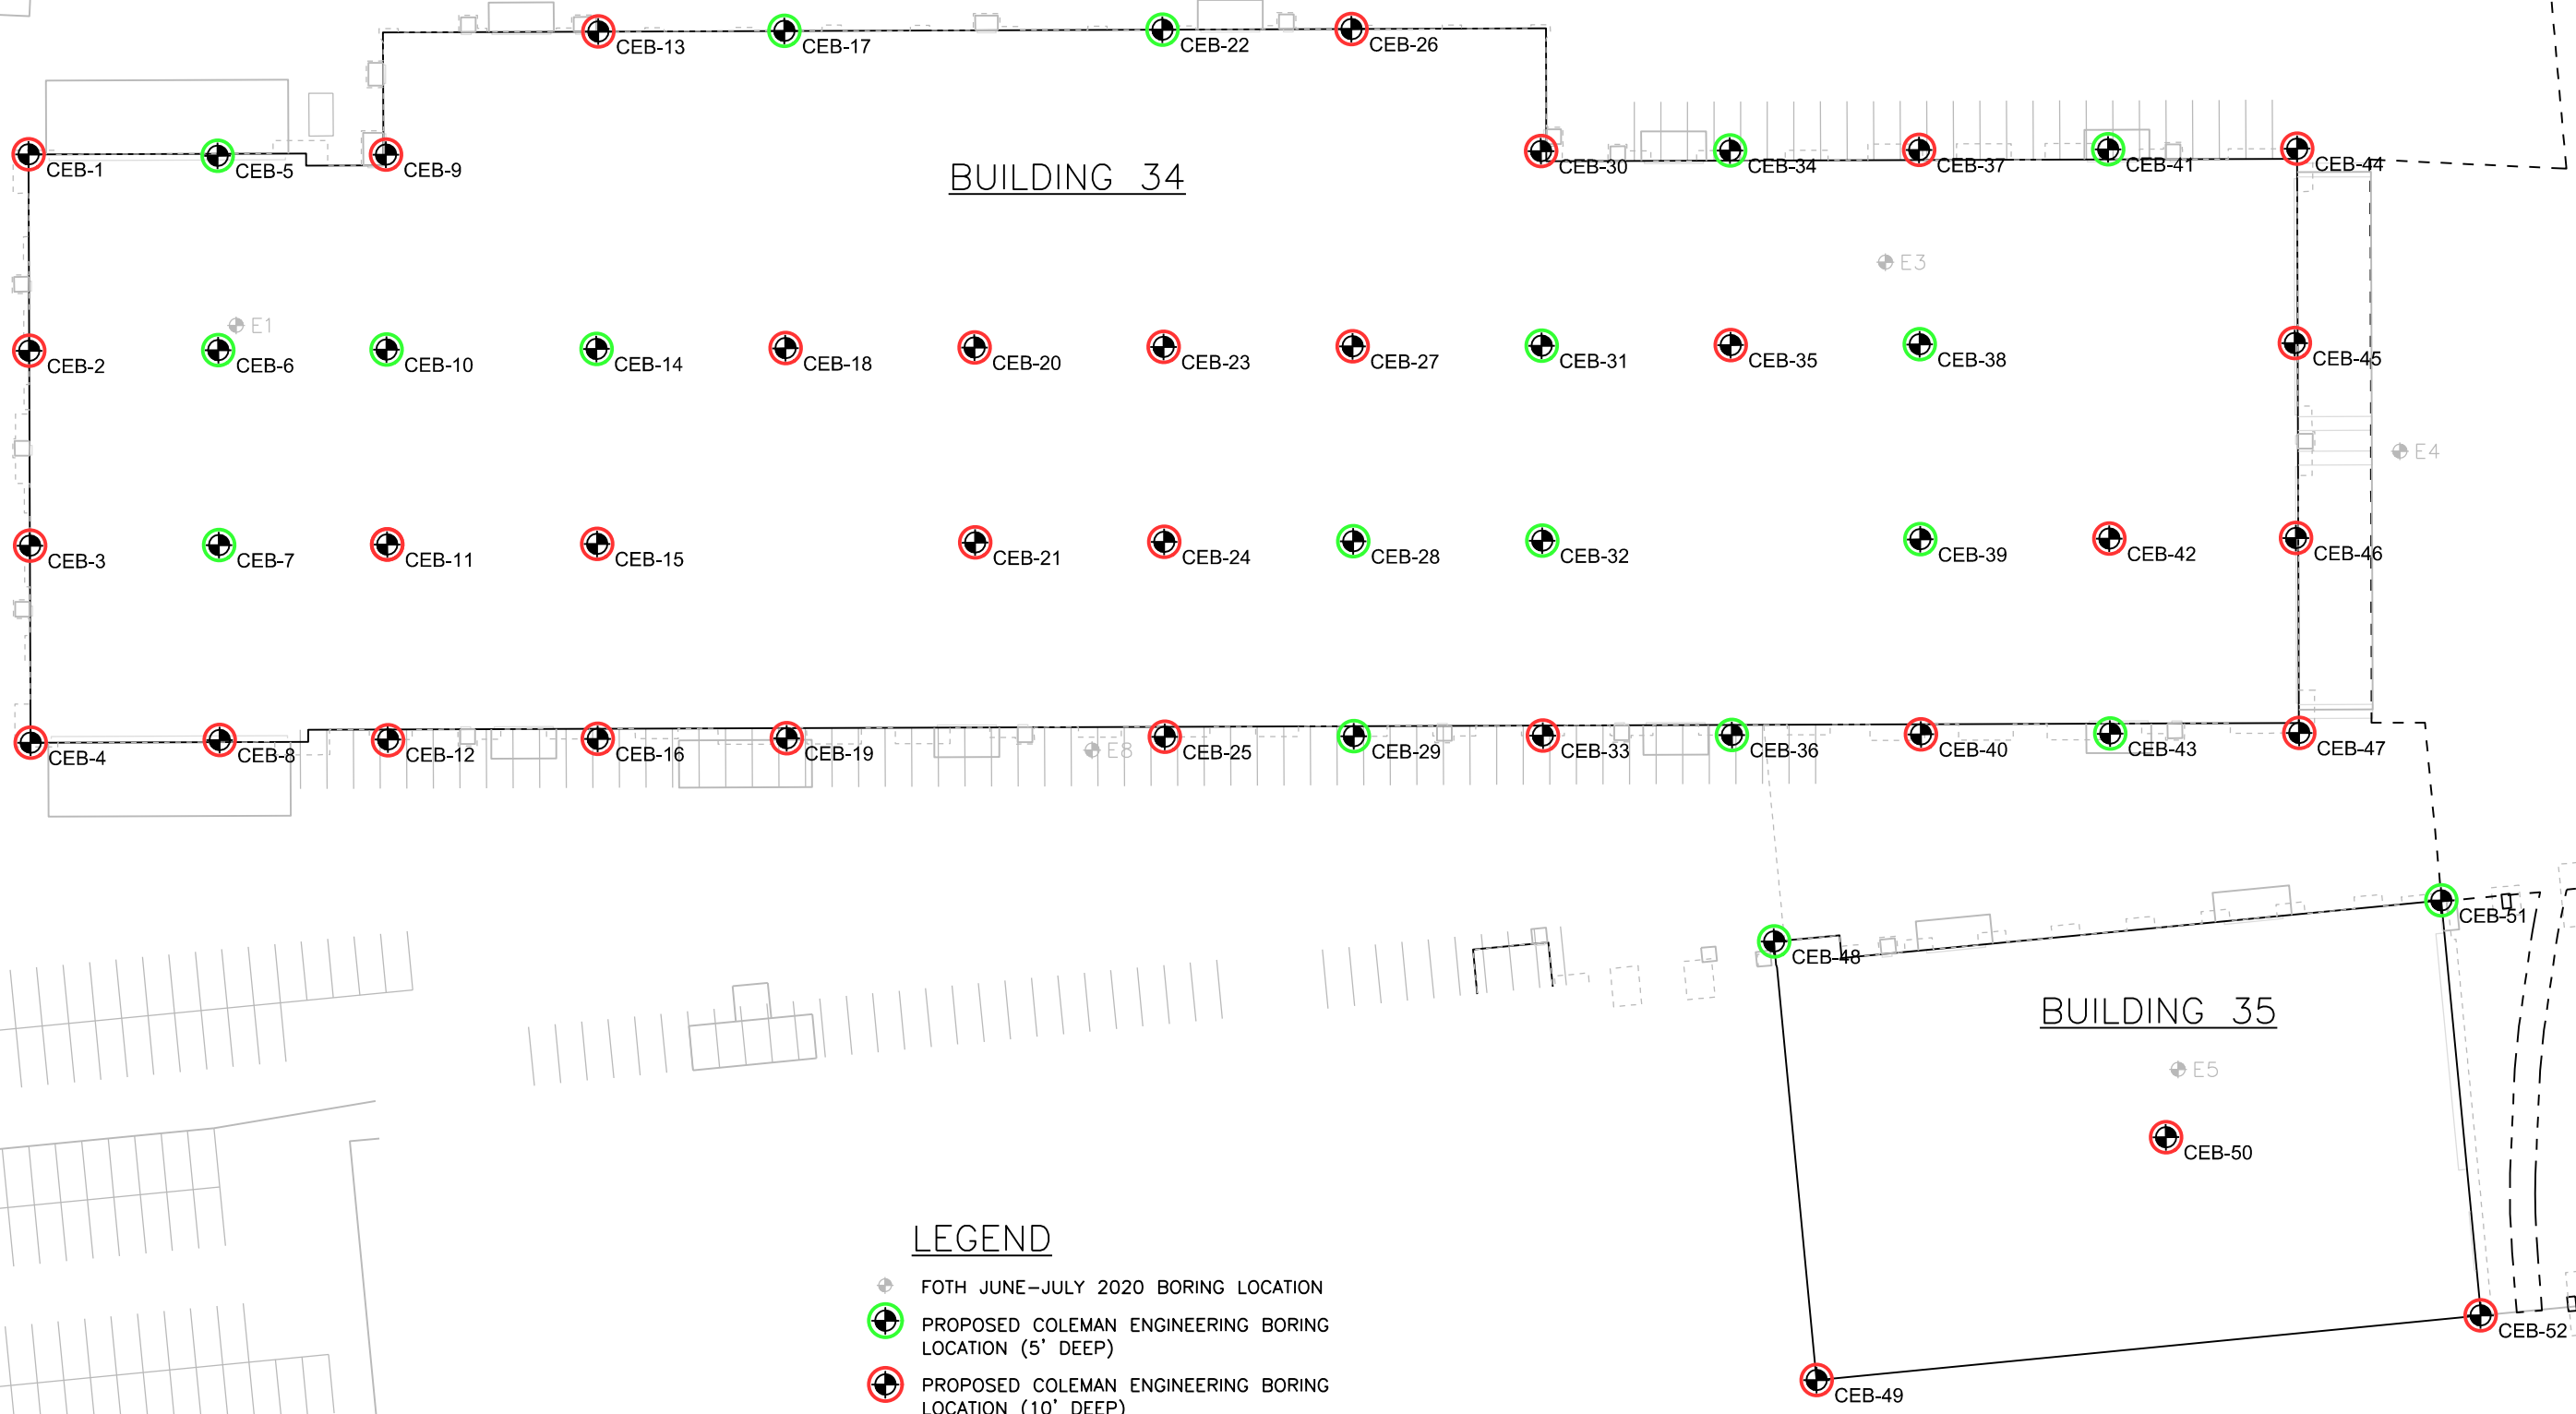 CEB-13
CEB-17
CEB-22
CEB-26
CEB-1
CEB-5
CEB-9
BUILDING 34
CEB-30
CEB-34
CEB-37
CEB-41
CEB-44
E3
E1
CEB-2
CEB-6
CEB-10
CEB-14
CEB-18
CEB-20
CEB-23
CEB-27
CEB-31
CEB-35
CEB-38
CEB-45
E4
CEB-3
CEB-7
CEB-11
CEB-15
CEB-21
CEB-24
CEB-28
CEB-32
CEB-39
CEB-42
CEB-46
CEB-4
CEB-8
CEB-12
CEB-16
CEB-19
E8
CEB-25
CEB-29
CEB-33
CEB-36
CEB-40
CEB-43
CEB-47
CEB-51
CEB-48
BUILDING 35
E5
CEB-50
CEB-52
CEB-49
LEGEND
FOTH JUNE-JULY 2020 BORING LOCATION
PROPOSED COLEMAN ENGINEERING BORING
LOCATION (5' DEEP)
PROPOSED COLEMAN ENGINEERING BORING
LOCATION (10' DEEP)